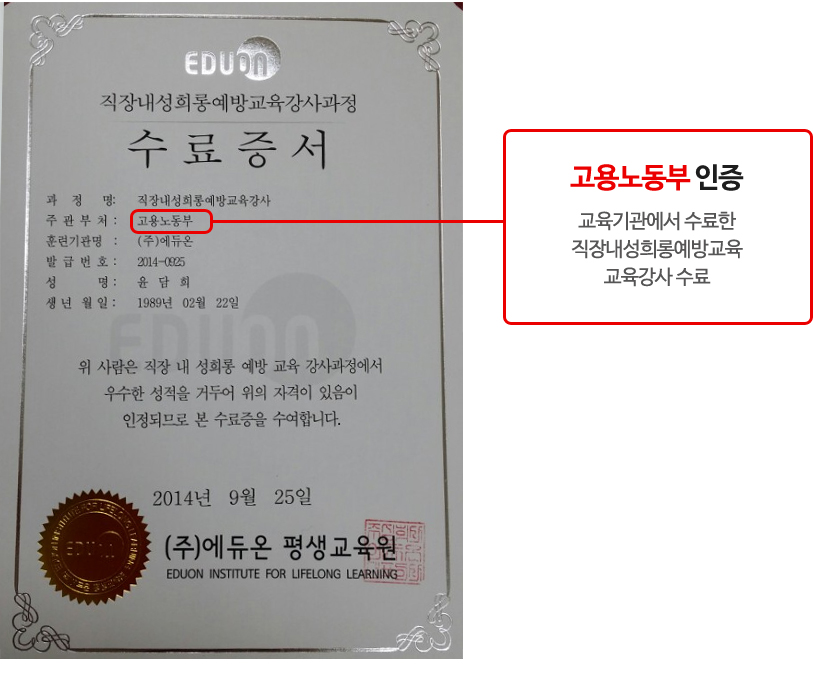 EDUON
직장내성희롱예방교육강사과정
수료증서
과 정 명: 직장내성희롱예방교육강사
주관부처: 고용노동부
훈련기관명 : (주)에듀온
발급번호: 2014-0925
성 명: 윤 담 희
생년 월일: 1989년 02월 22일
EDUON
위 사람은 직장 내 성희롱 예방 교육 강사과정에서
우수한 성적을 거두어 위의 자격이 있음이
인정되므로 본 수료증을 수여합니다.
2014년 9월 25일
EDUON
(주)에듀온 평생교육원
EDUON INSTITUTE FOR LIFELONG LEARNING
고용노동부 인증
교육기관에서 수료한
직장내성희롱예방교육
교육강사 수료